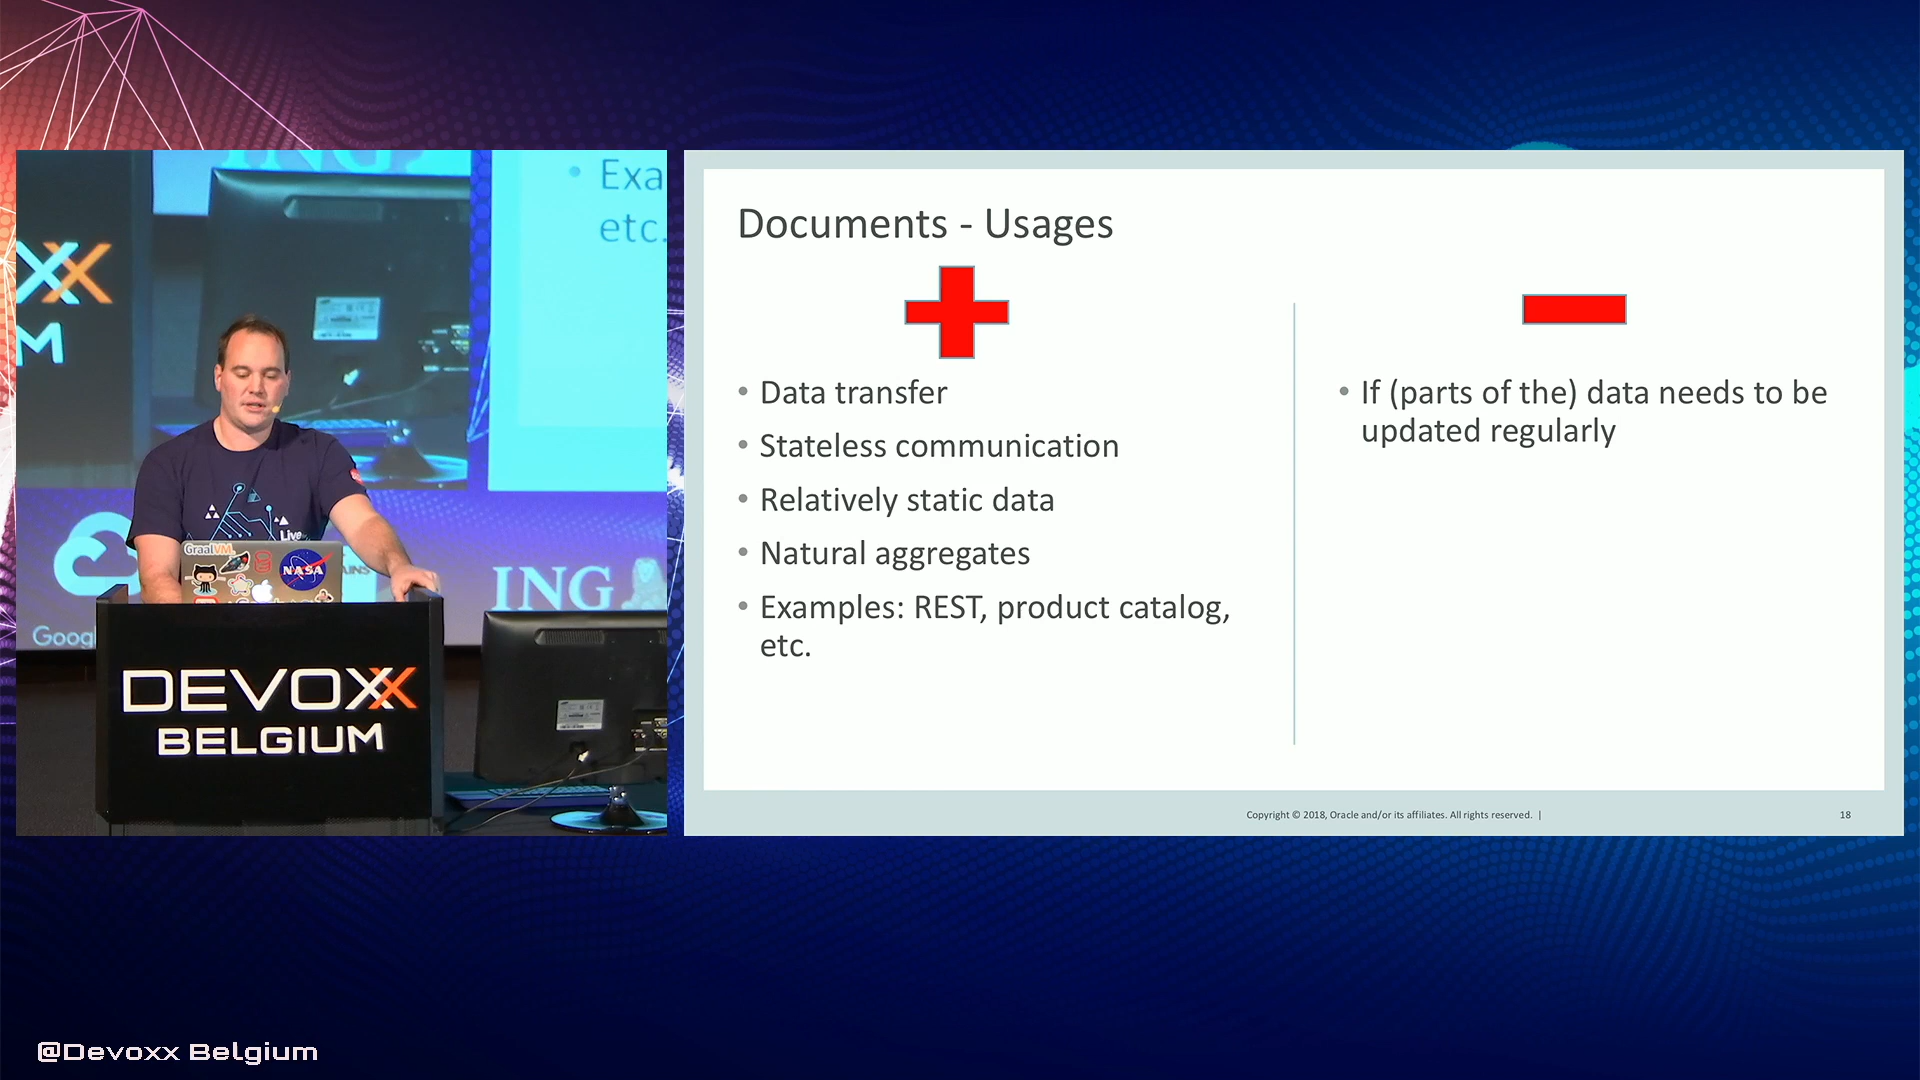 ING
• Exa
etc.
XX
M
Live
GraalVM
NASA
ING
Goog
DEVOXX
BELGIUM
Documents - Usages
• Data transfer
• Stateless communication
• Relatively static data
• Natural aggregates
• Examples: REST, product catalog,
etc.
• If (parts of the) data needs to be
updated regularly
Copyright © 2018, Oracle and/or its affiliates. All rights reserved. |
18
@Devoxx Belgium